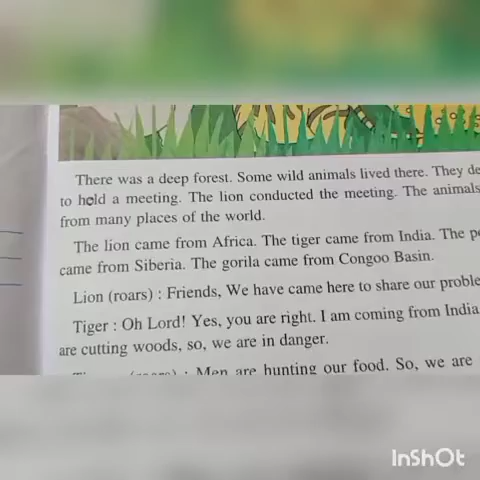 There was a deep forest. Some wild animals lived there. They de
to hold a meeting. The lion conducted the meeting. The animals
from many places of the world.
The lion came from Africa. The tiger came from India. The p
came from Siberia. The gorila came from Congoo Basin.
Lion (roars) : Friends, We have came here to share our proble
Tiger : Oh Lord! Yes, you are right. I am coming from India
are cutting woods, so, we are in danger.
: Men are hunting our food. So, we are
InShOt